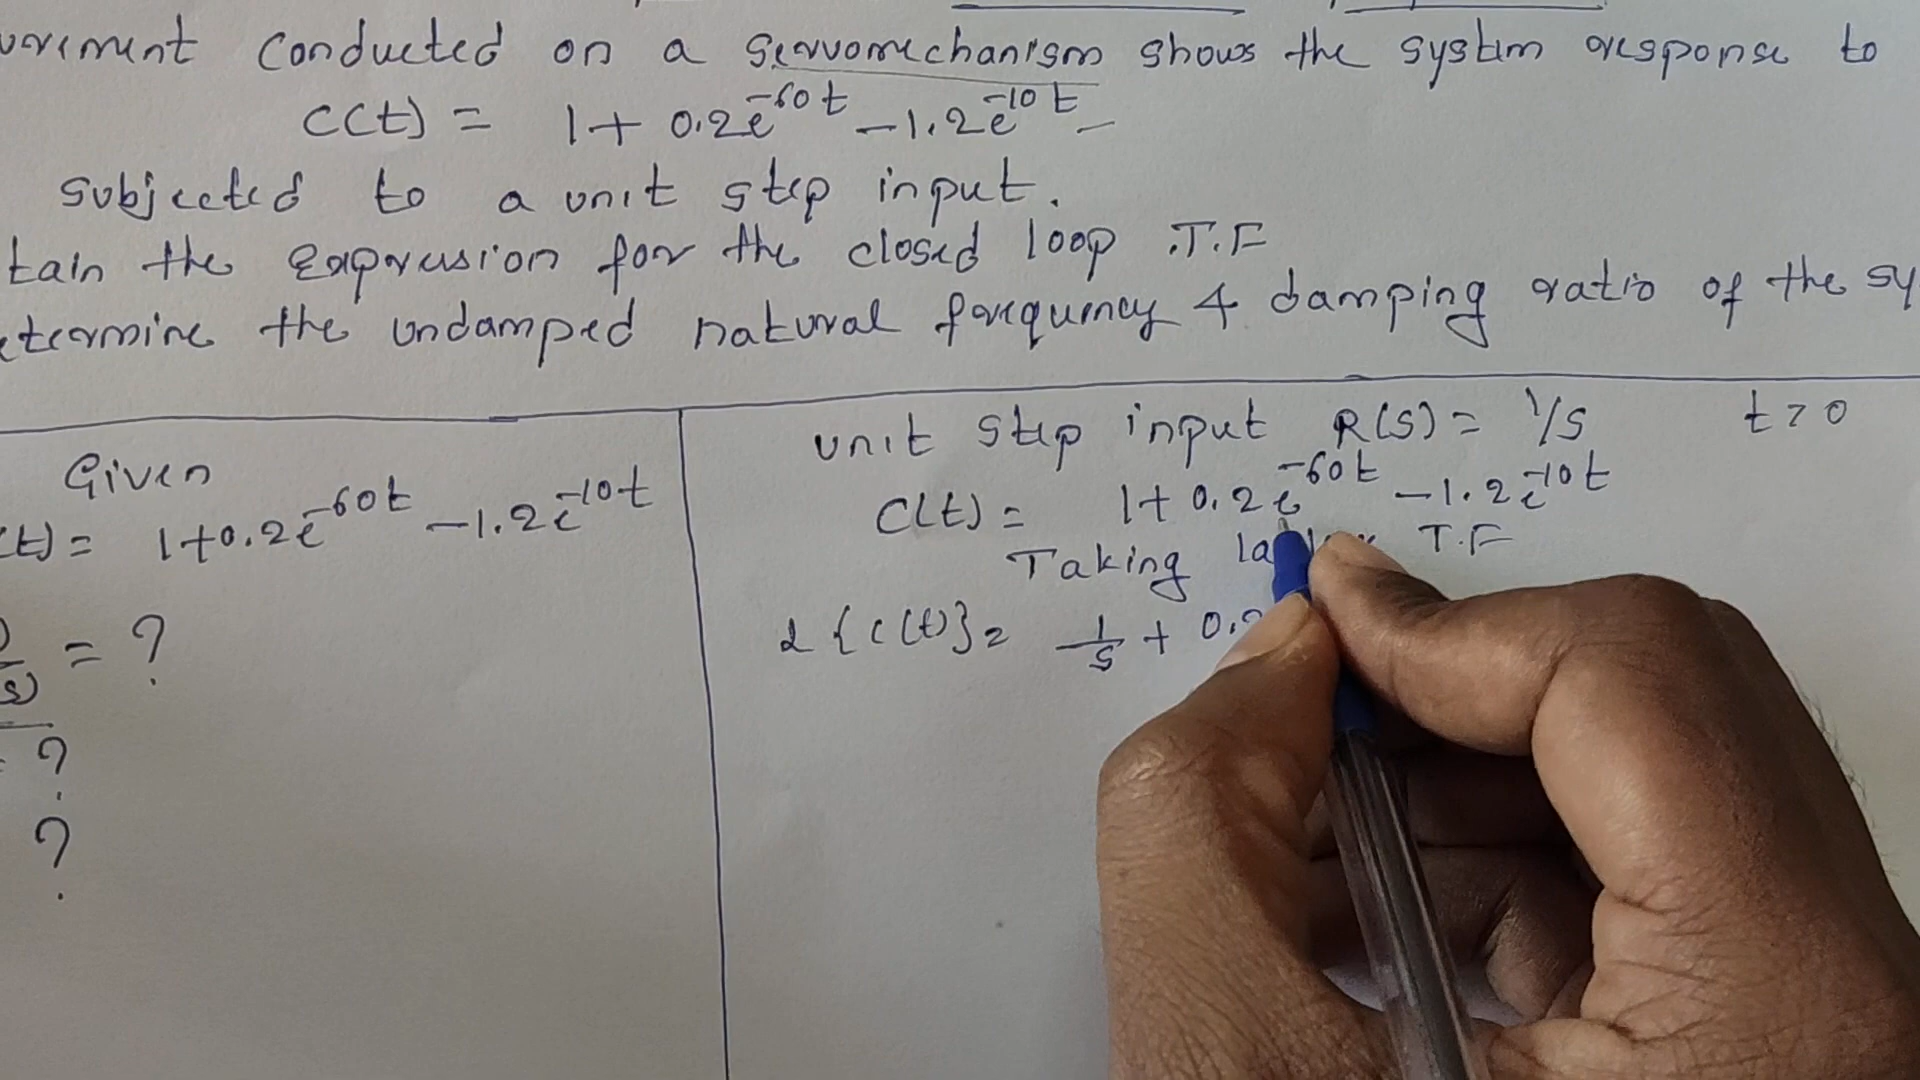 conducted on a servomechanism shows the system response to
c(t) = 1 + 0.2e^-60t - 1.2e^-10t
subjected to a unit step input.
the expression for the closed loop .T.F
the undamped natural frequency & damping ratio of the
Given
= 1+0.2e^-60t - 1.2e^-10t
= ?
?
?
unit step input R(s) = 1/s t > 0
c(t) = 1 + 0.2e^-60t - 1.2e^-10t
Taking T.F
L{c(t)} = 1/s + 0.